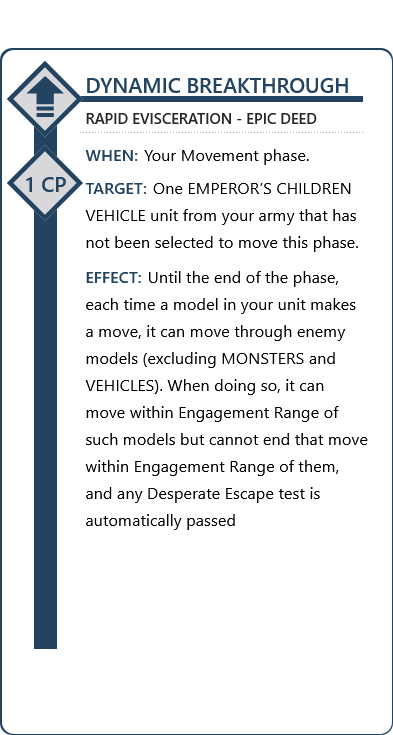 DYNAMIC BREAKTHROUGH
RAPID EVISCERATION - EPIC DEED
1 CP
WHEN: Your Movement phase.
TARGET: One EMPEROR’S CHILDREN
VEHICLE unit from your army that has
not been selected to move this phase.
EFFECT: Until the end of the phase,
each time a model in your unit makes
a move, it can move through enemy
models (excluding MONSTERS and
VEHICLES). When doing so, it can
move within Engagement Range of
such models but cannot end that move
within Engagement Range of them,
and any Desperate Escape test is
automatically passed